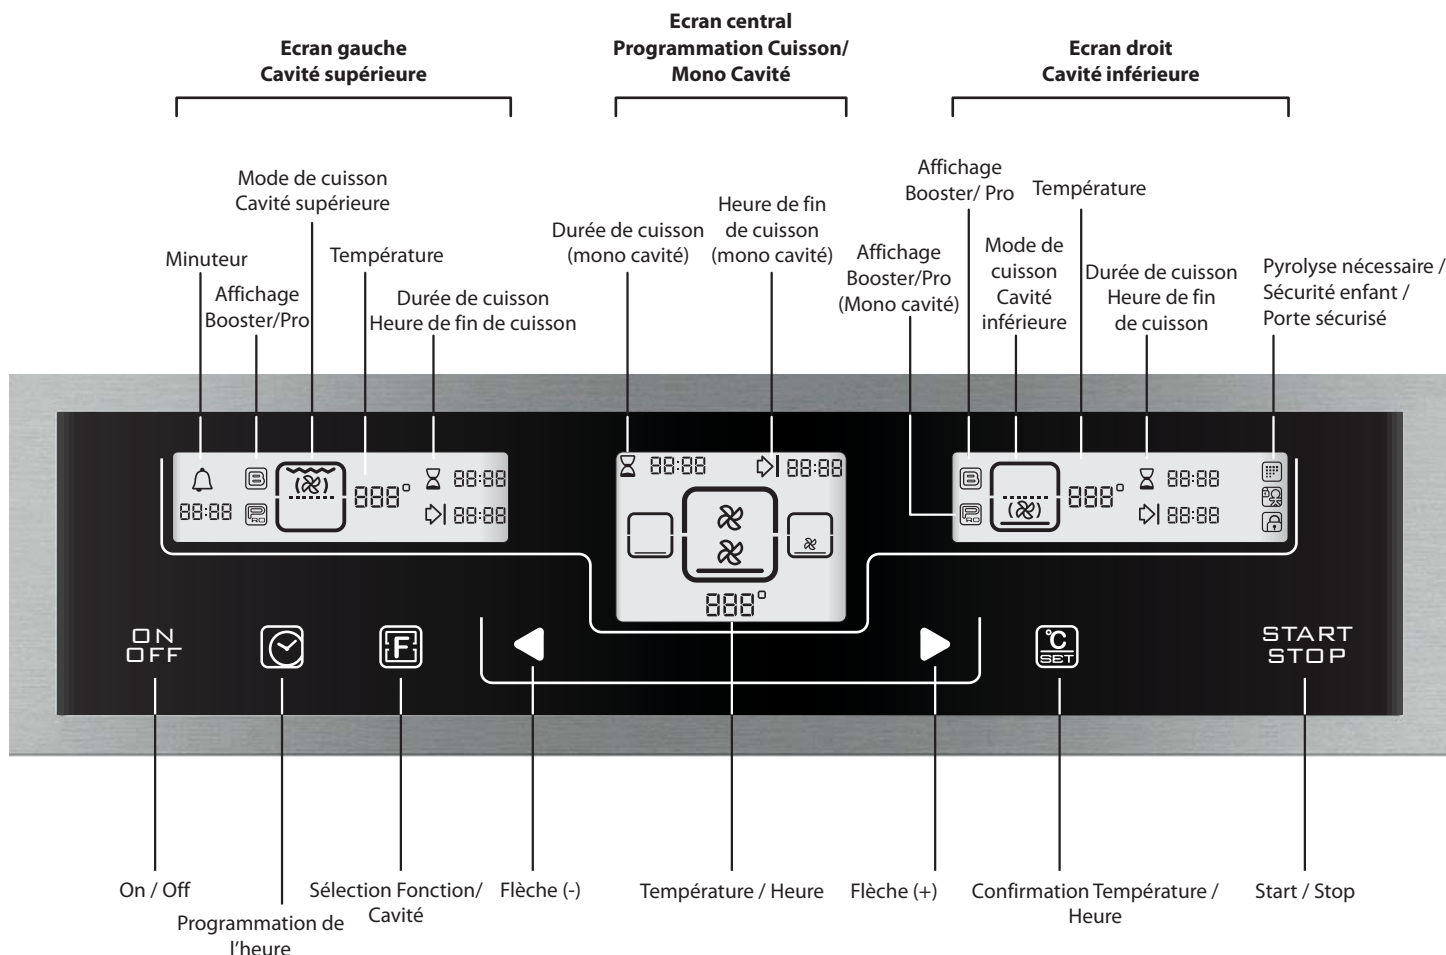 Ecran gauche
Cavité supérieure
Ecran central
Programmation Cuisson/
Mono Cavité
Ecran droit
Cavité inférieure
Minuteur
Affichage
Booster/Pro
Mode de cuisson
Cavité supérieure
Température
Durée de cuisson
Heure de fin de cuisson
Durée de cuisson
(mono cavité)
Heure de fin
de cuisson
(mono cavité)
Affichage
Booster/Pro
(Mono cavité)
Affichage
Booster/ Pro
Mode de
cuisson
Cavité
inférieure
Température
Durée de cuisson
Heure de fin
de cuisson
Pyrolyse nécessaire /
Sécurité enfant /
Porte sécurisé
88:88
B
PRO
888°
88:88
88:88
88:88
88:88
888°
B
PRO
888°
88:88
88:88
ON
OFF
F
°C
SET
START
STOP
On / Off
Programmation de
l'heure
Sélection Fonction/
Cavité
Flèche (-)
Température / Heure
Flèche (+)
Confirmation Température /
Heure
Start / Stop